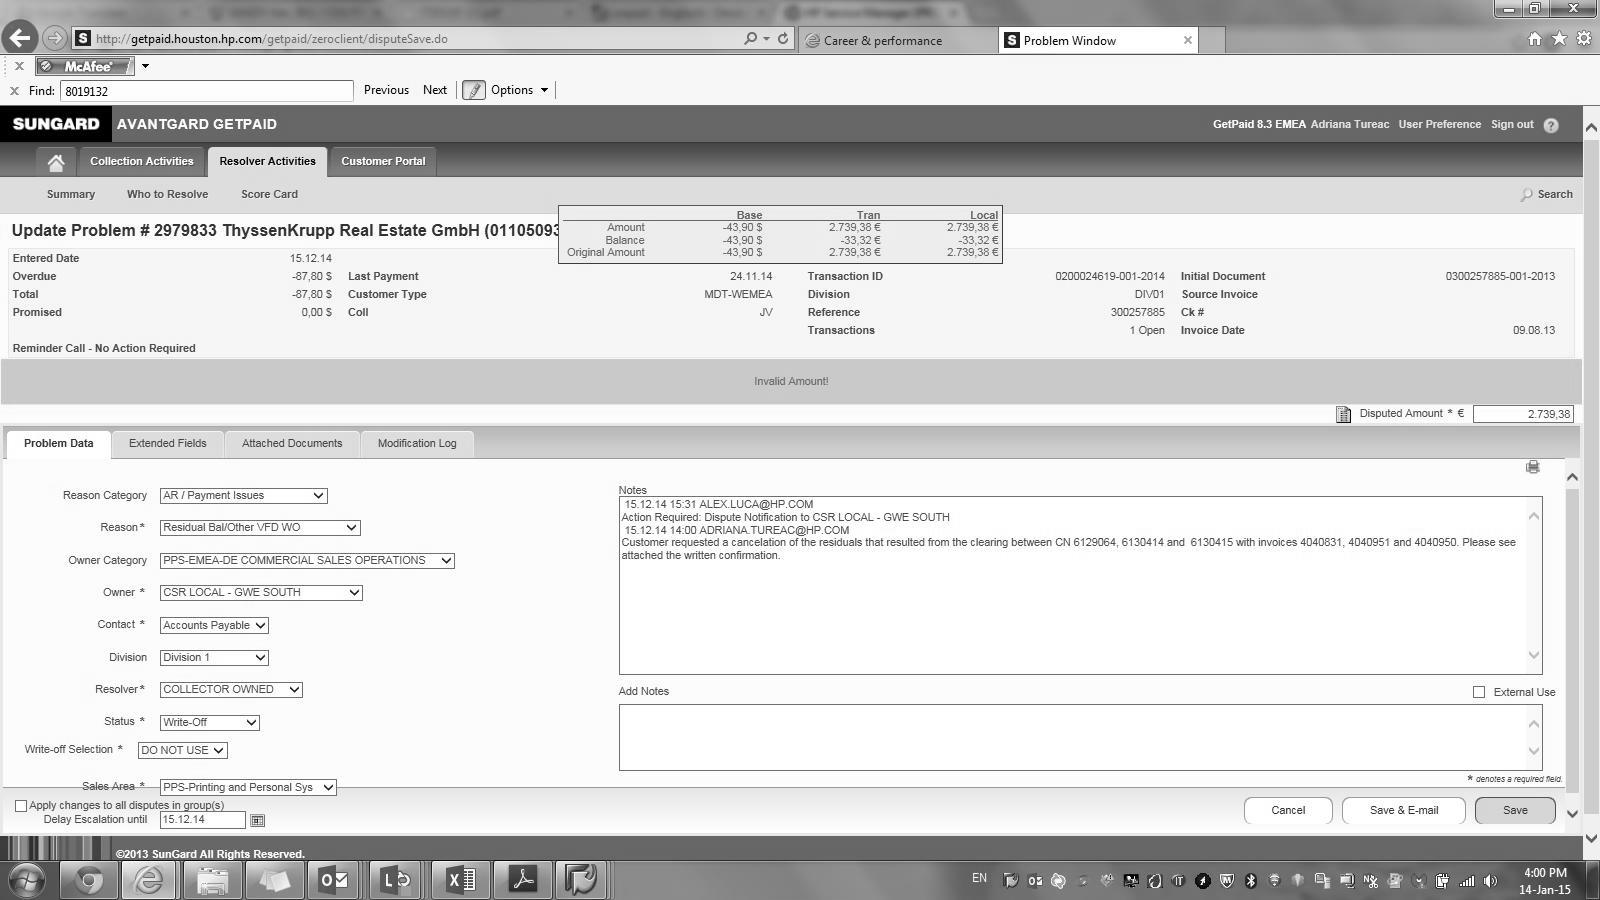 http://getpaid.houston.hp.com/getpaid/zeroclient/disputeSave.do
Career & performance
Problem Window
McAfee
Find: 8019132 Previous Next Options
SUNGARD AVANTGARD GETPAID
GetPaid 8.3 EMEA Adriana Tureac User Preference Sign out ?
Collection Activities Resolver Activities Customer Portal
Summary Who to Resolve Score Card Search
Update Problem # 2979833 ThyssenKrupp Real Estate GmbH (01105093
Base Tran Local
Amount -43,90 $ 2.739,38 € 2.739,38 €
Balance -43,90 $ -33,32 € -33,32 €
Original Amount -43,90 $ 2.739,38 € 2.739,38 €
Entered Date 15.12.14
Overdue -87,80 $ Last Payment 24.11.14 Transaction ID 0200024619-001-2014 Initial Document 0300257885-001-2013
Total -87,80 $ Customer Type MDT-WEMEA Division DIV01 Source Invoice
Promised 0,00 $ Coll JV Reference 300257885 Ck #
Transactions 1 Open Invoice Date 09.08.13
Reminder Call - No Action Required
Invalid Amount!
Disputed Amount * € 2.739,38
Problem Data Extended Fields Attached Documents Modification Log
Reason Category AR / Payment Issues
Reason * Residual Bal/Other VFD WO
Owner Category PPS-EMEA-DE COMMERCIAL SALES OPERATIONS
Owner * CSR LOCAL - GWE SOUTH
Contact * Accounts Payable
Division Division 1
Resolver * COLLECTOR OWNED
Status * Write-Off
Write-off Selection * DO NOT USE
Sales Area * PPS-Printing and Personal Sys
Apply changes to all disputes in group(s)
Delay Escalation until 15.12.14
Notes
15.12.14 15:31 ALEX.LUCA@HP.COM
Action Required: Dispute Notification to CSR LOCAL - GWE SOUTH
15.12.14 14:00 ADRIANA.TUREAC@HP.COM
Customer requested a cancelation of the residuals that resulted from the clearing between CN 6129064, 6130414 and 6130415 with invoices 4040831, 4040951 and 4040950. Please see
attached the written confirmation.
Add Notes External Use
* denotes a required field.
Cancel Save & E-mail Save
©2013 SunGard All Rights Reserved.
EN
4:00 PM
14-Jan-15